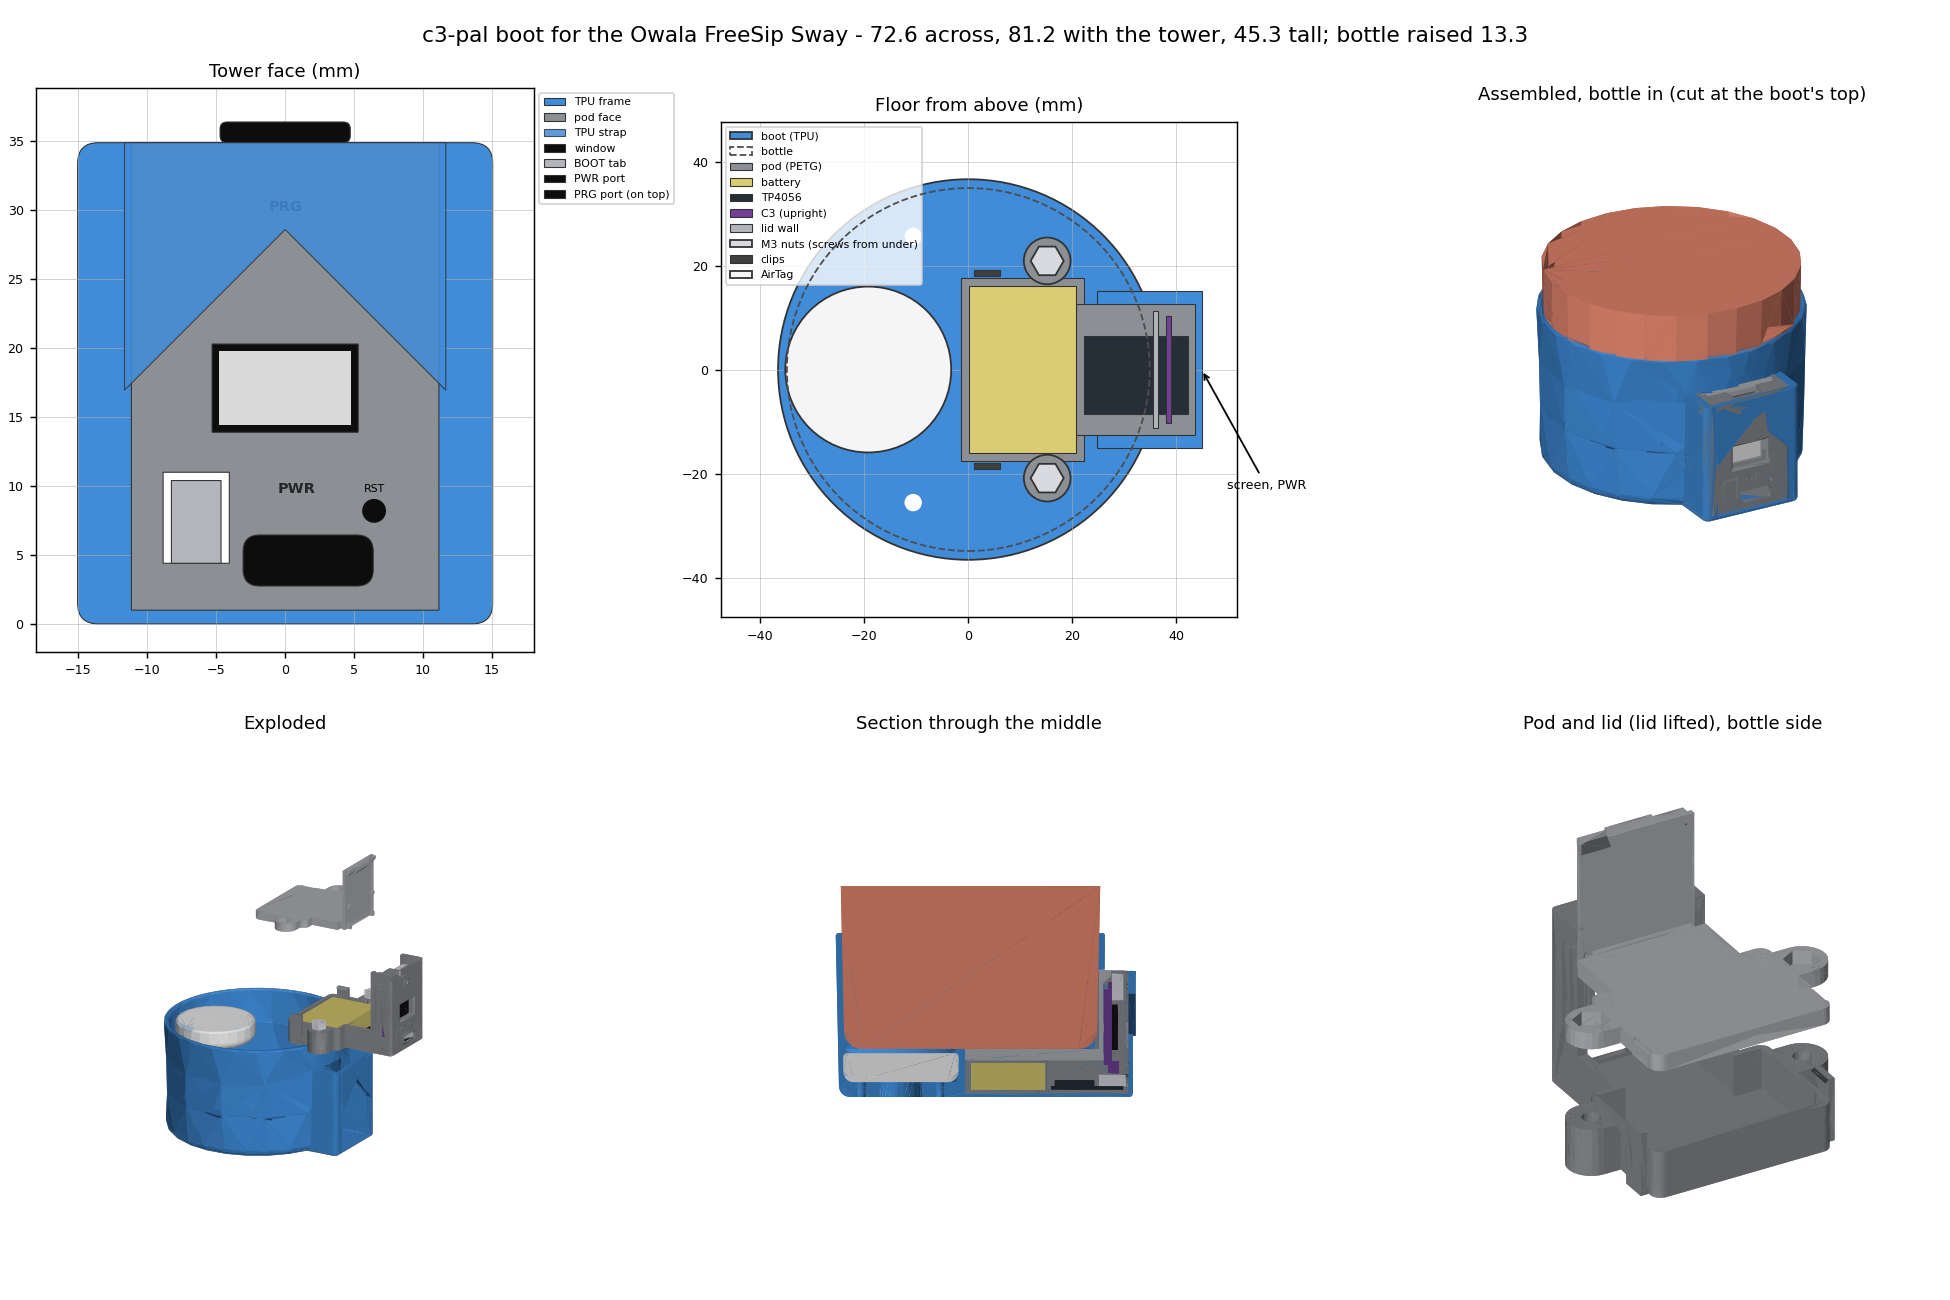 c3-pal boot for the Owala FreeSip Sway - 72.6 across, 81.2 with the tower, 45.3 tall; bottle raised 13.3
Tower face (mm)
35
30
25
20
15
10
5
0
−15
−10
−5
0
5
10
15
PRG
PWR
RST
TPU frame
pod face
TPU strap
window
BOOT tab
PWR port
PRG port (on top)
Floor from above (mm)
boot (TPU)
bottle
pod (PETG)
battery
TP4056
C3 (upright)
lid wall
M3 nuts (screws from under)
clips
AirTag
40
20
0
−20
−40
−40
−20
0
20
40
screen, PWR
Assembled, bottle in (cut at the boot's top)
Exploded
Section through the middle
Pod and lid (lid lifted), bottle side